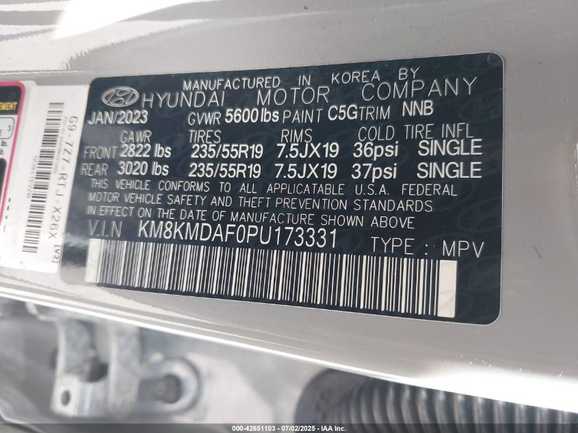 MANUFACTURED IN KOREA BY
HYUNDAI MOTOR COMPANY
JAN/2023 GVWR 5600 lbs PAINT C5G TRIM NNB
GAWR TIRES RIMS COLD TIRE INFL
FRONT 2822 lbs 235/55R19 7.5JX19 36psi SINGLE
REAR 3020 lbs 235/55R19 7.5JX19 37psi SINGLE
THIS VEHICLE CONFORMS TO ALL APPLICABLE U.S.A. FEDERAL
MOTOR VEHICLE SAFETY AND THEFT PREVENTION STANDARDS
IN EFFECT ON THE DATE OF MANUFACTURE SHOWN ABOVE
V.I.N KM8KMDAF0PU173331 TYPE : MPV
000-42651103 - 07/02/2025 - IAAI.com